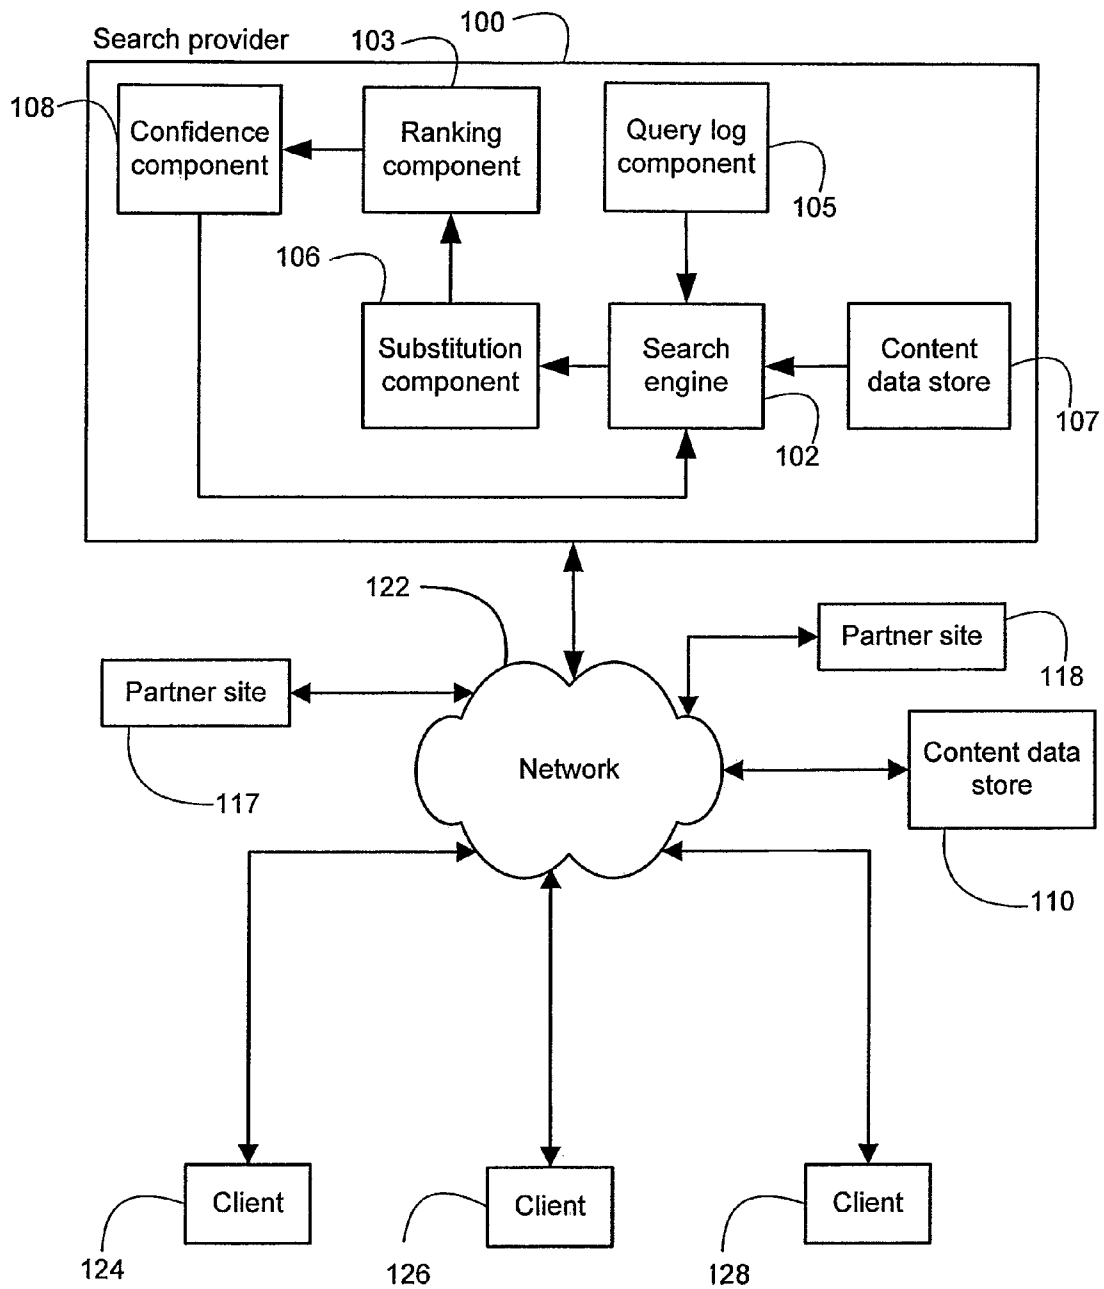 100
Search provider
103
108
Confidence
component
Ranking
component
Query log
component
105
106
Substitution
component
Search
engine
Content
data store
107
102
122
Partner site
118
Partner site
117
Network
Content data
store
110
Client
124
Client
126
Client
128